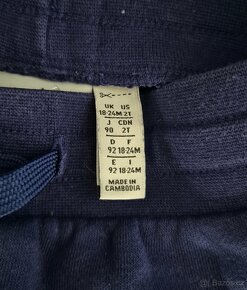 UK US
18-24M 2T
J CDN
90 2T
D F
92 18-24M
E I
92 18-24M
MADE IN
CAMBODIA